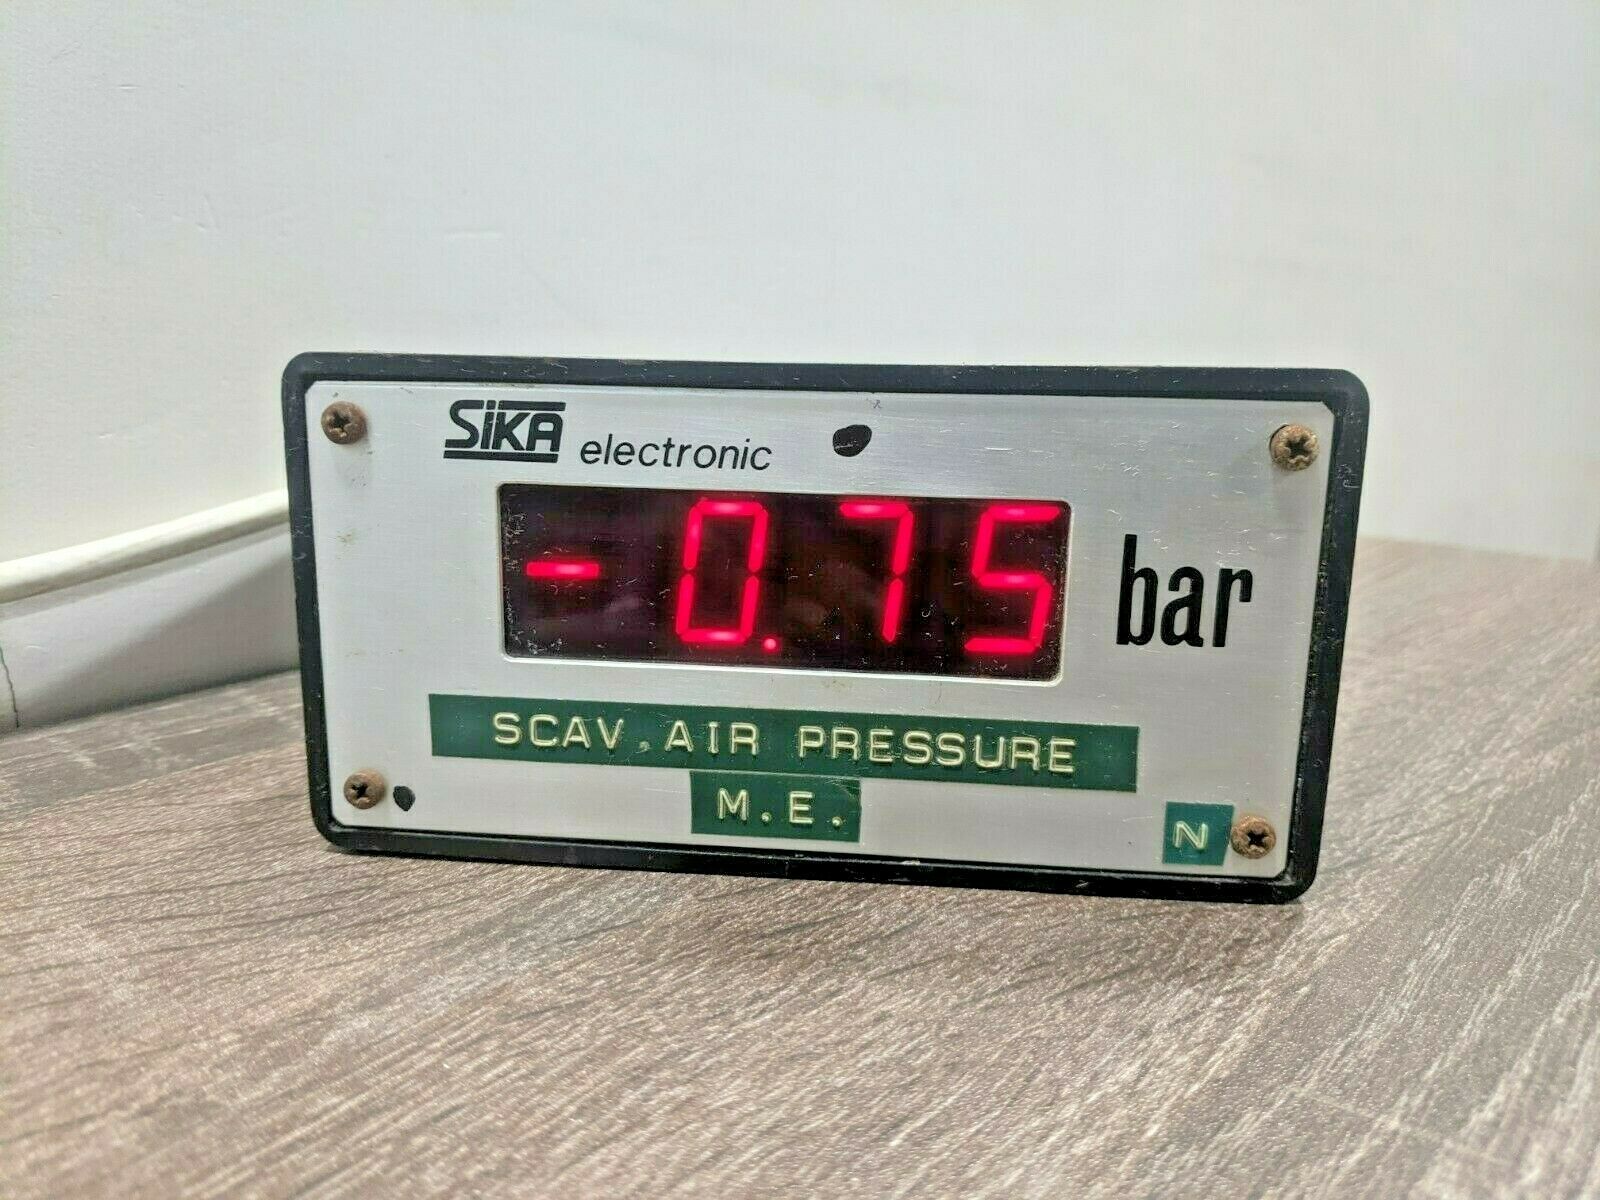 SIKA electronic
-0.75 bar
SCAV. AIR PRESSURE
M.E.
N